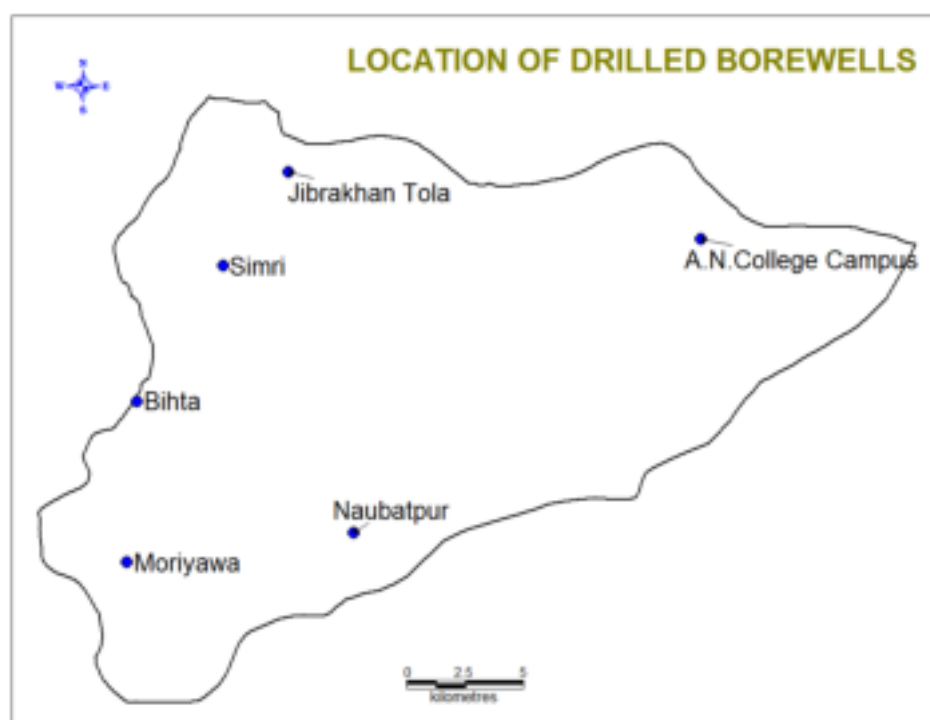 LOCATION OF DRILLED BOREWELLS
N
W E
S
Jibrakhan Tola
A.N.College Campus
Simri
Bihta
Naubatpur
Moriyawa
0 2.5 5
kilometres